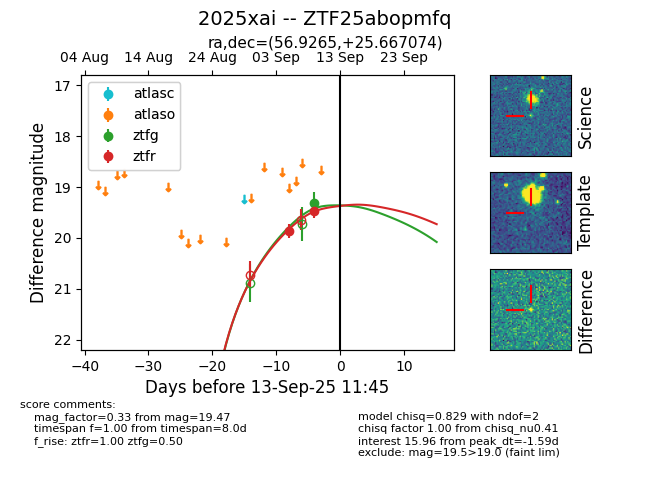 2025xai -- ZTF25abopmfq
ra,dec=(56.9265,+25.667074)
04 Aug 14 Aug 24 Aug 03 Sep 13 Sep 23 Sep
atlasc
atlaso
ztfg
ztfr
17
18
19
20
21
22
Difference magnitude
−40 −30 −20 −10 0 10
Days before 13-Sep-25 11:45
Science
Template
Difference
score comments:
mag_factor=0.33 from mag=19.47
timespan f=1.00 from timespan=8.0d
f_rise: ztfr=1.00 ztfg=0.50
model chisq=0.829 with ndof=2
chisq factor 1.00 from chisq_nu0.41
interest 15.96 from peak_dt=-1.59d
exclude: mag=19.5>19.0 (faint lim)